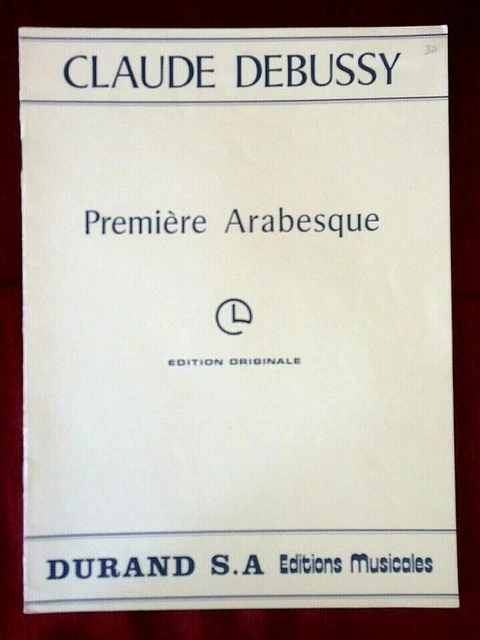 CLAUDE DEBUSSY
Première Arabesque
EDITION ORIGINALE
DURAND S.A Editions Musicales